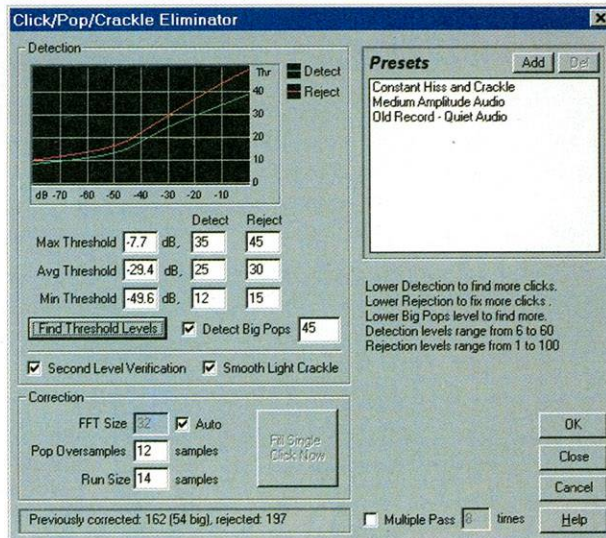 Click/Pop/Crackle Eliminator
Detection
Thr
40
30
20
10
0
dB -70 -60 -50 -40 -30 -20 -10
Detect
Reject
Detect Reject
Max Threshold -7.7 dB, 35 45
Avg Threshold -29.4 dB, 25 30
Min Threshold -49.6 dB, 12 15
Find Threshold Levels Detect Big Pops 45
Second Level Verification Smooth Light Crackle
Correction
FFT Size 32 Auto
Pop Oversamples 12 samples
Run Size 14 samples
Fill Single
Click Now
Previously corrected: 162 (54 big), rejected: 197
Presets Add Del
Constant Hiss and Crackle
Medium Amplitude Audio
Old Record - Quiet Audio
Lower Detection to find more clicks.
Lower Rejection to fix more clicks .
Lower Big Pops level to find more.
Detection levels range from 6 to 60
Rejection levels range from 1 to 100
OK
Close
Cancel
Multiple Pass 8 times Help